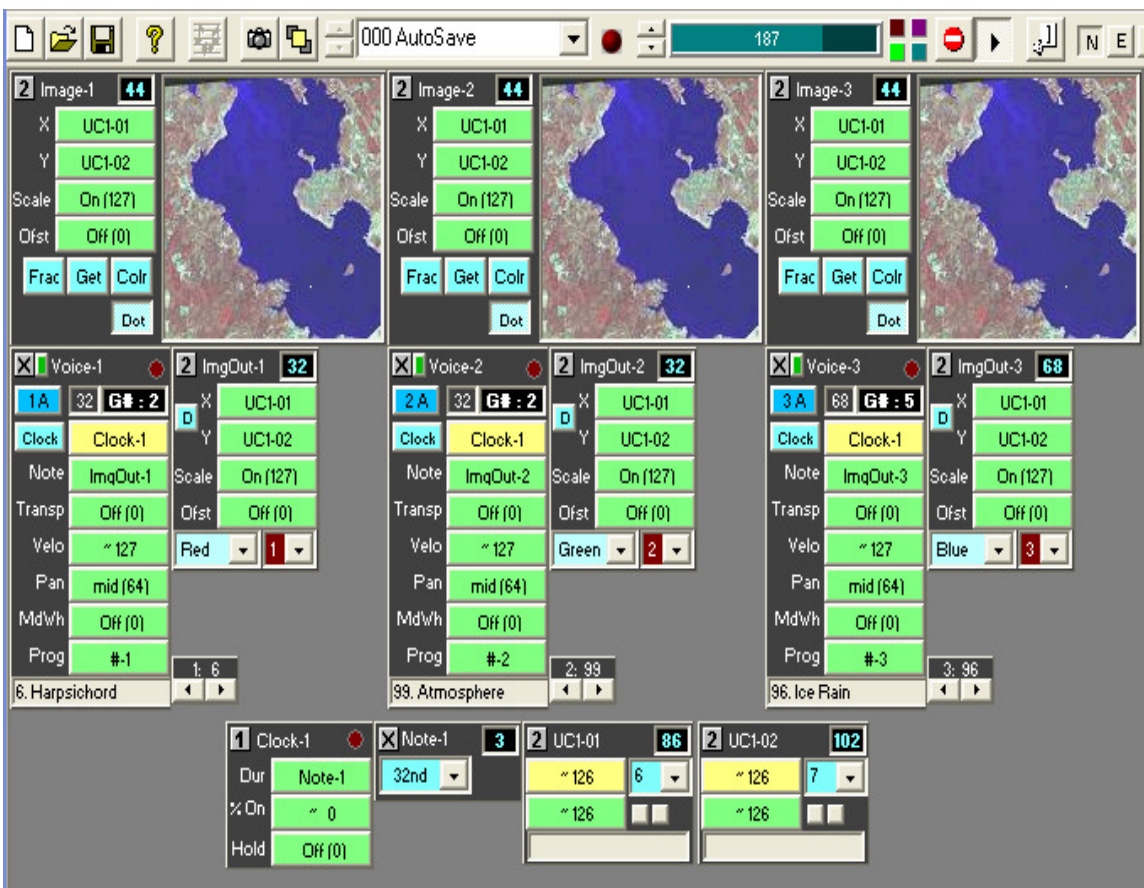 000 AutoSave 187 N E
2 Image-1 44
X UC1-01
Y UC1-02
Scale On (127)
Ofst Off (0)
Frac Get Colr
Dot
2 Image-2 44
X UC1-01
Y UC1-02
Scale On (127)
Ofst Off (0)
Frac Get Colr
Dot
2 Image-3 44
X UC1-01
Y UC1-02
Scale On (127)
Ofst Off (0)
Frac Get Colr
Dot
X Voice-1
1 A 32 G# : 2
Clock Clock-1
Note ImgOut-1
Transp Off (0)
Velo ~ 127
Pan mid (64)
MdWh Off (0)
Prog #-1
6. Harpsichord
2 ImgOut-1 32
D X UC1-01
Y UC1-02
Scale On (127)
Ofst Off (0)
Red 1
1: 6
X Voice-2
2 A 32 G# : 2
Clock Clock-1
Note ImgOut-2
Transp Off (0)
Velo ~ 127
Pan mid (64)
MdWh Off (0)
Prog #-2
99. Atmosphere
2 ImgOut-2 32
D X UC1-01
Y UC1-02
Scale On (127)
Ofst Off (0)
Green 2
2: 99
X Voice-3
3 A 68 G# : 5
Clock Clock-1
Note ImgOut-3
Transp Off (0)
Velo ~ 127
Pan mid (64)
MdWh Off (0)
Prog #-3
96. Ice Rain
2 ImgOut-3 68
D X UC1-01
Y UC1-02
Scale On (127)
Ofst Off (0)
Blue 3
3: 96
1 Clock-1
Dur Note-1
% On ~ 0
Hold Off (0)
X Note-1 3
32nd
2 UC1-01 86
~ 126 6
~ 126
2 UC1-02 102
~ 126 7
~ 126